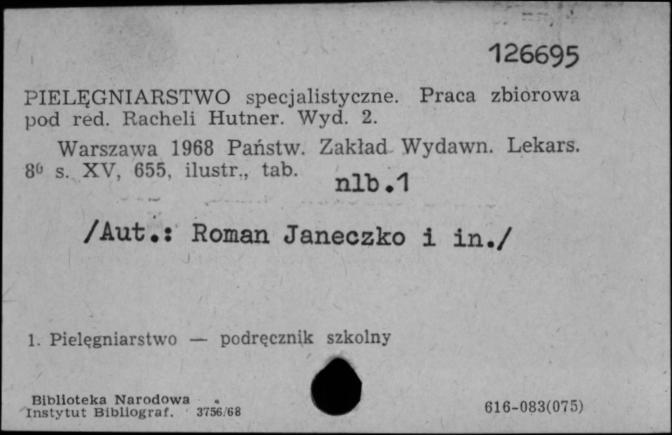 126695
PIELĘGNIARSTWO specjalistyczne. Praca zbiorowa
pod red. Racheli Hutner. Wyd. 2.
Warszawa 1968 Państw. Zakład Wydawn. Lekars.
8⁰ s. XV, 655, ilustr., tab. nlb.1
/Aut.: Roman Janeczko i in./
1. Pielęgniarstwo — podręcznik szkolny
Biblioteka Narodowa
Instytut Bibliograf. 3756/68
616-083(075)